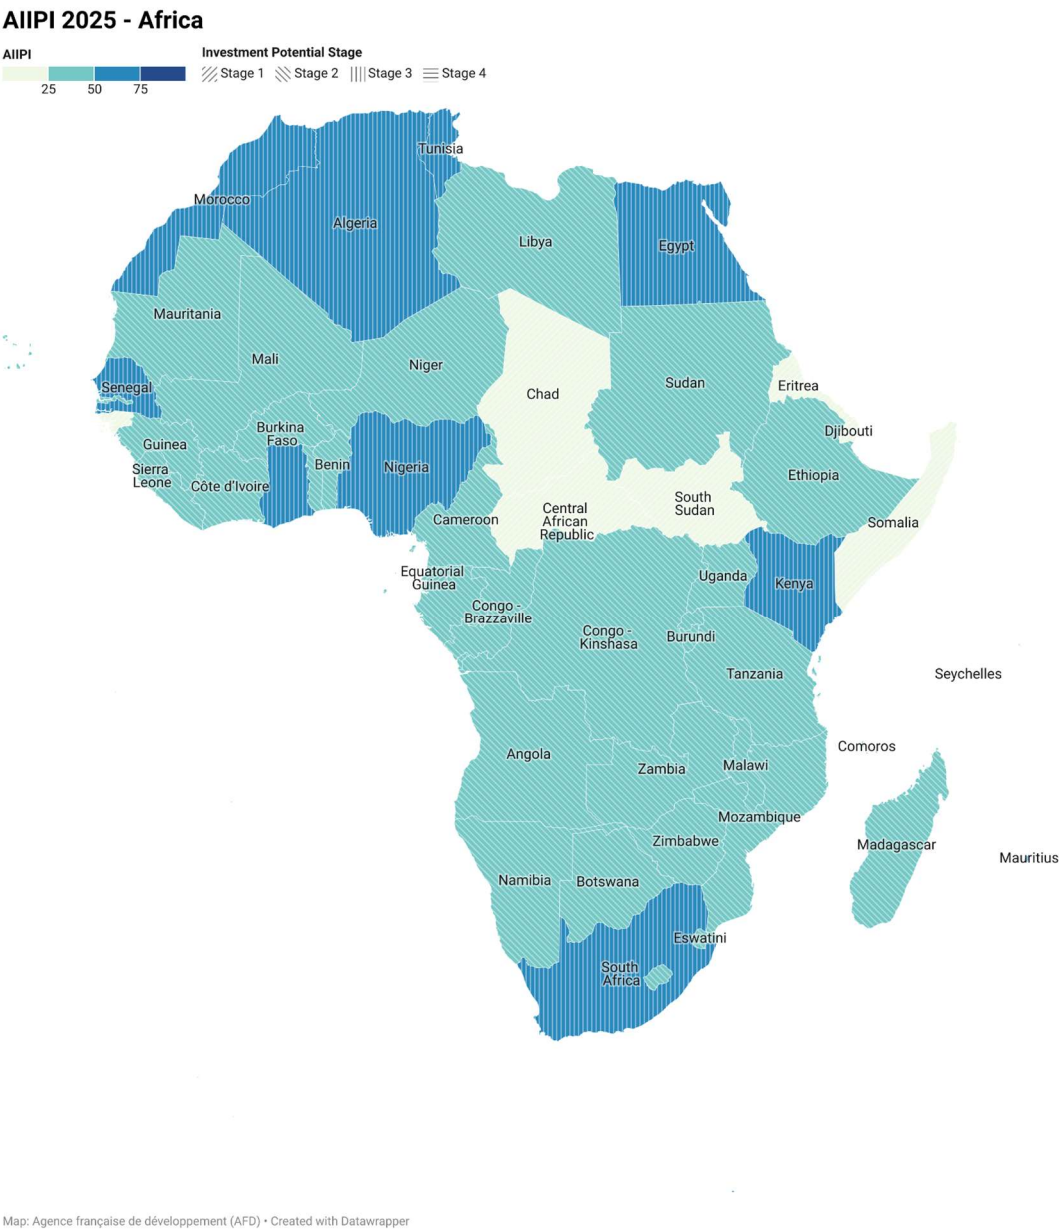 AIIPI 2025 - Africa
AIIPI
Investment Potential Stage
Stage 1 Stage 2 Stage 3 Stage 4
25 50 75
Tunisia
Morocco
Algeria
Libya
Egypt
Mauritania
Mali
Niger
Chad
Sudan
Eritrea
Senegal
Djibouti
Burkina
Faso
Guinea
Benin
Nigeria
Ethiopia
Sierra
Leone
Côte d'Ivoire
Cameroon
Central
African
Republic
South
Sudan
Somalia
Equatorial
Guinea
Uganda
Kenya
Congo -
Brazzaville
Congo -
Kinshasa
Burundi
Tanzania
Seychelles
Comoros
Angola
Zambia
Malawi
Mozambique
Zimbabwe
Madagascar
Mauritius
Namibia
Botswana
Eswatini
South
Africa
Map: Agence française de développement (AFD) • Created with Datawrapper